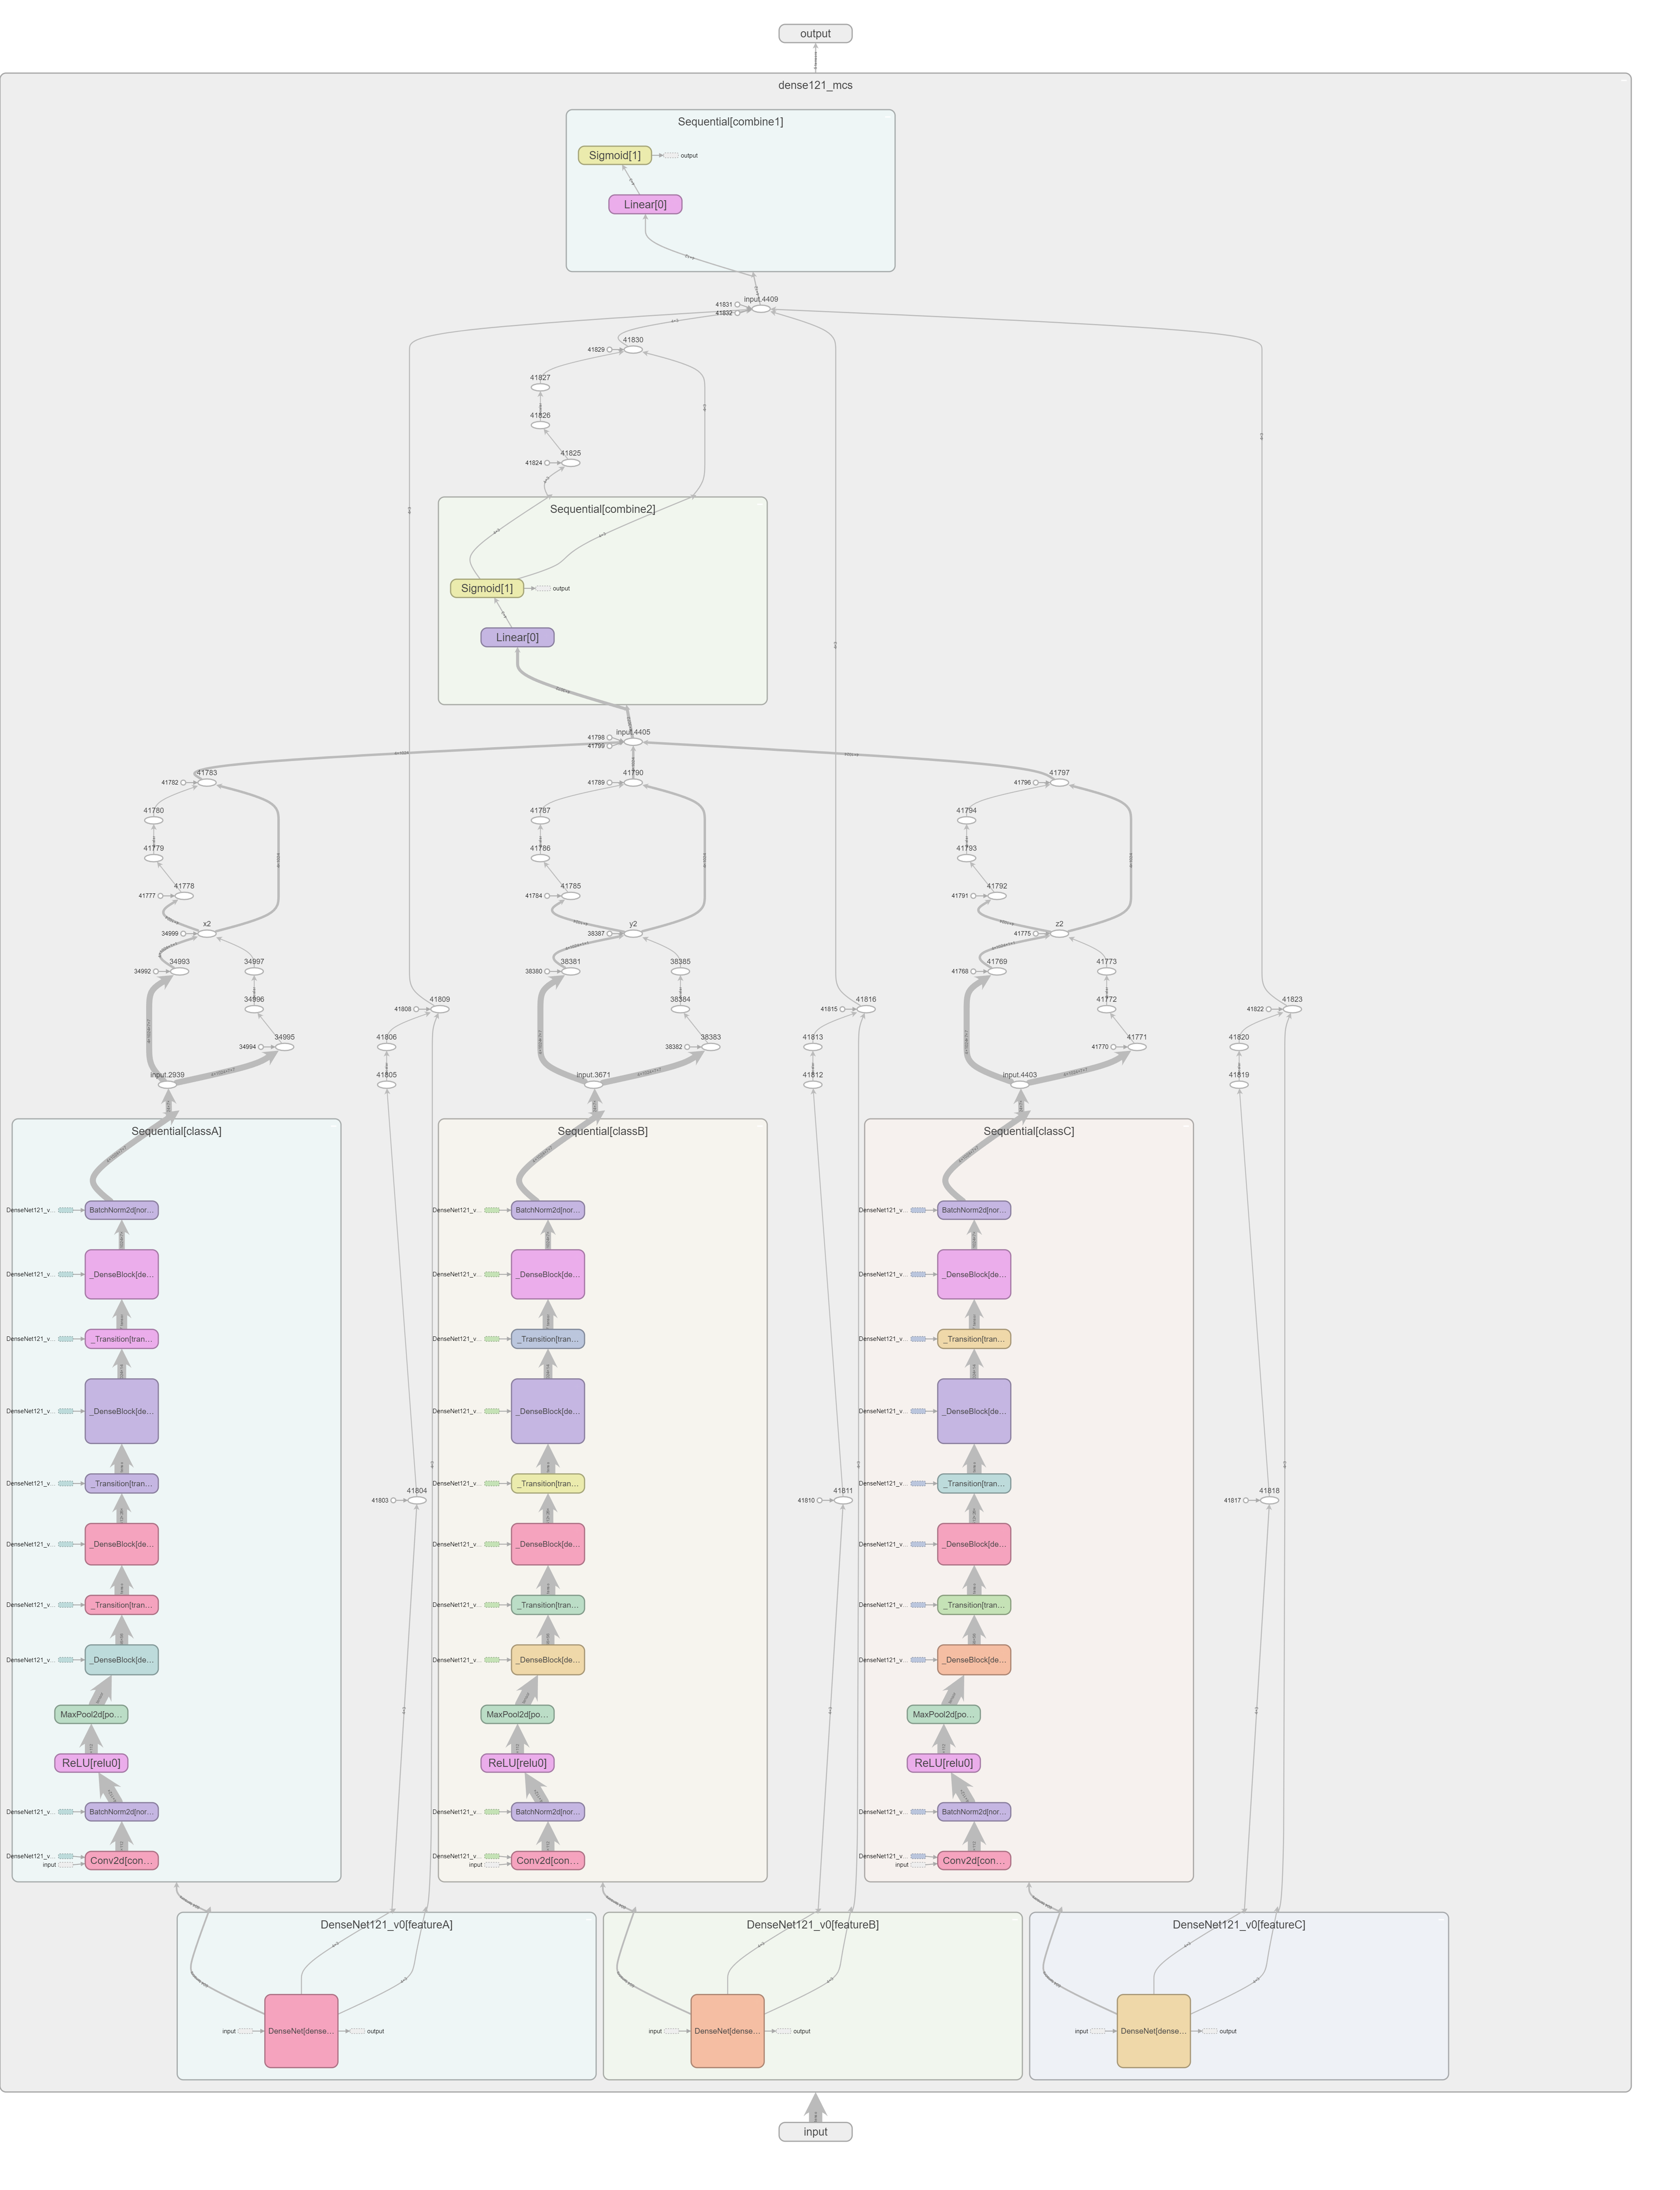 output
dense121_mcs
Sequential[combine1]
Sigmoid[1]
output
Linear[0]
input.4409
41831
41832
41830
41829
41827
41826
41825
41824
Sequential[combine2]
Sigmoid[1]
output
Linear[0]
input.4405
41798
41799
41783
41782
41790
41789
41797
41796
41780
41787
41794
41779
41786
41793
41778
41777
41785
41784
41792
41791
x2
34999
y2
38387
z2
41775
34993
34992
34997
38381
38380
38385
41769
41768
41773
34996
41809
41808
38384
41816
41815
41772
41823
41822
34995
34994
41806
38383
38382
41813
41771
41770
41820
input.2939
41805
input.3671
41812
input.4403
41819
Sequential[classA]
Sequential[classB]
Sequential[classC]
DenseNet121_v...
BatchNorm2d[nor...
DenseNet121_v...
BatchNorm2d[nor...
DenseNet121_v...
BatchNorm2d[nor...
DenseNet121_v...
_DenseBlock[de...
DenseNet121_v...
_DenseBlock[de...
DenseNet121_v...
_DenseBlock[de...
DenseNet121_v...
_Transition[tran...
DenseNet121_v...
_Transition[tran...
DenseNet121_v...
_Transition[tran...
DenseNet121_v...
_DenseBlock[de...
DenseNet121_v...
_DenseBlock[de...
DenseNet121_v...
_DenseBlock[de...
DenseNet121_v...
_Transition[tran...
DenseNet121_v...
_Transition[tran...
DenseNet121_v...
_Transition[tran...
41804
41803
41811
41810
41818
41817
DenseNet121_v...
_DenseBlock[de...
DenseNet121_v...
_DenseBlock[de...
DenseNet121_v...
_DenseBlock[de...
DenseNet121_v...
_Transition[tran...
DenseNet121_v...
_Transition[tran...
DenseNet121_v...
_Transition[tran...
DenseNet121_v...
_DenseBlock[de...
DenseNet121_v...
_DenseBlock[de...
DenseNet121_v...
_DenseBlock[de...
MaxPool2d[po...
MaxPool2d[po...
MaxPool2d[po...
ReLU[relu0]
ReLU[relu0]
ReLU[relu0]
DenseNet121_v...
BatchNorm2d[nor...
DenseNet121_v...
BatchNorm2d[nor...
DenseNet121_v...
BatchNorm2d[nor...
DenseNet121_v...
input
Conv2d[con...
DenseNet121_v...
input
Conv2d[con...
DenseNet121_v...
input
Conv2d[con...
DenseNet121_v0[featureA]
DenseNet121_v0[featureB]
DenseNet121_v0[featureC]
input
DenseNet[dense...
output
input
DenseNet[dense...
output
input
DenseNet[dense...
output
input